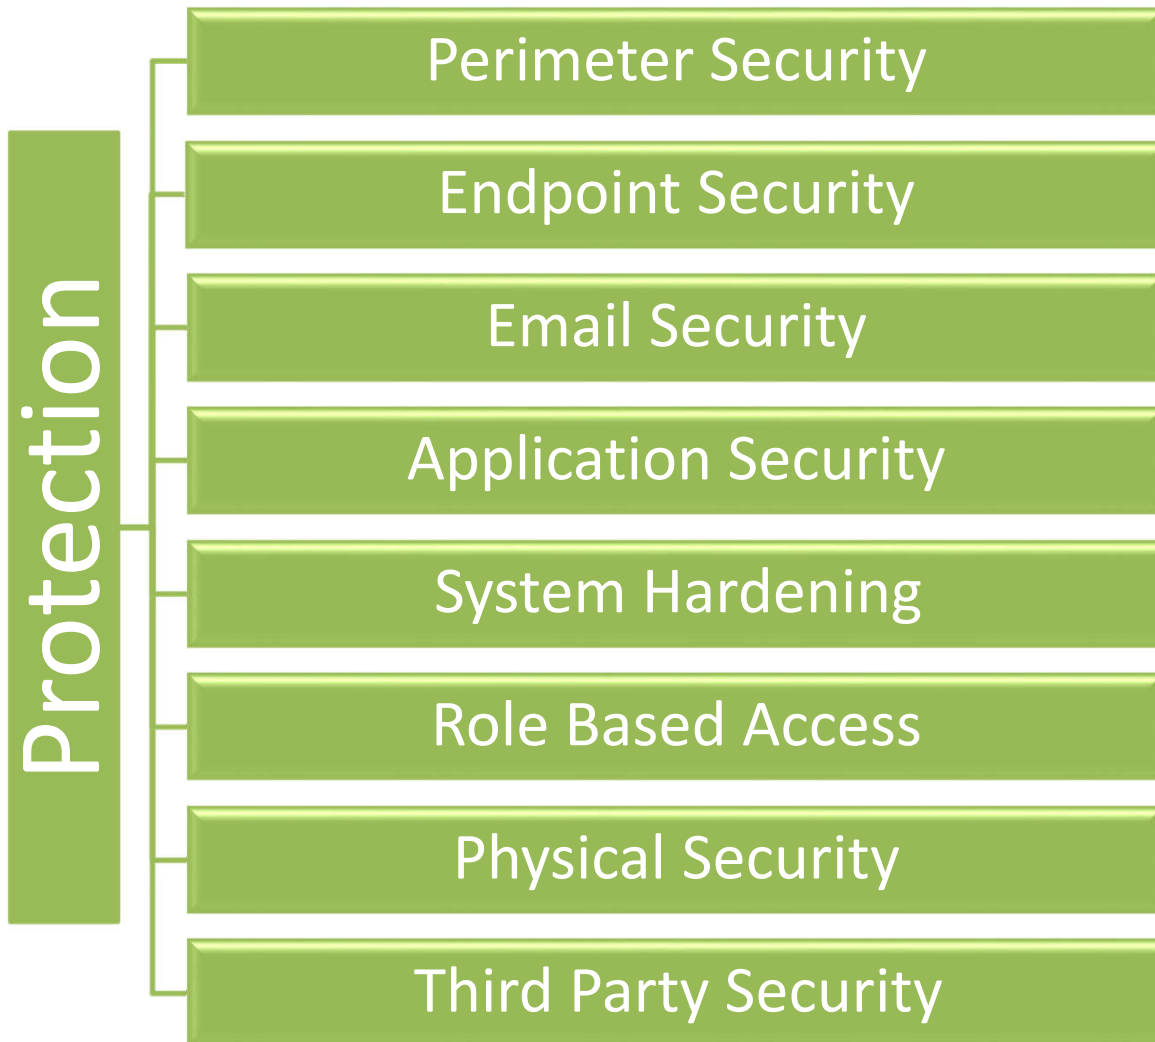 Protection
Perimeter Security
Endpoint Security
Email Security
Application Security
System Hardening
Role Based Access
Physical Security
Third Party Security